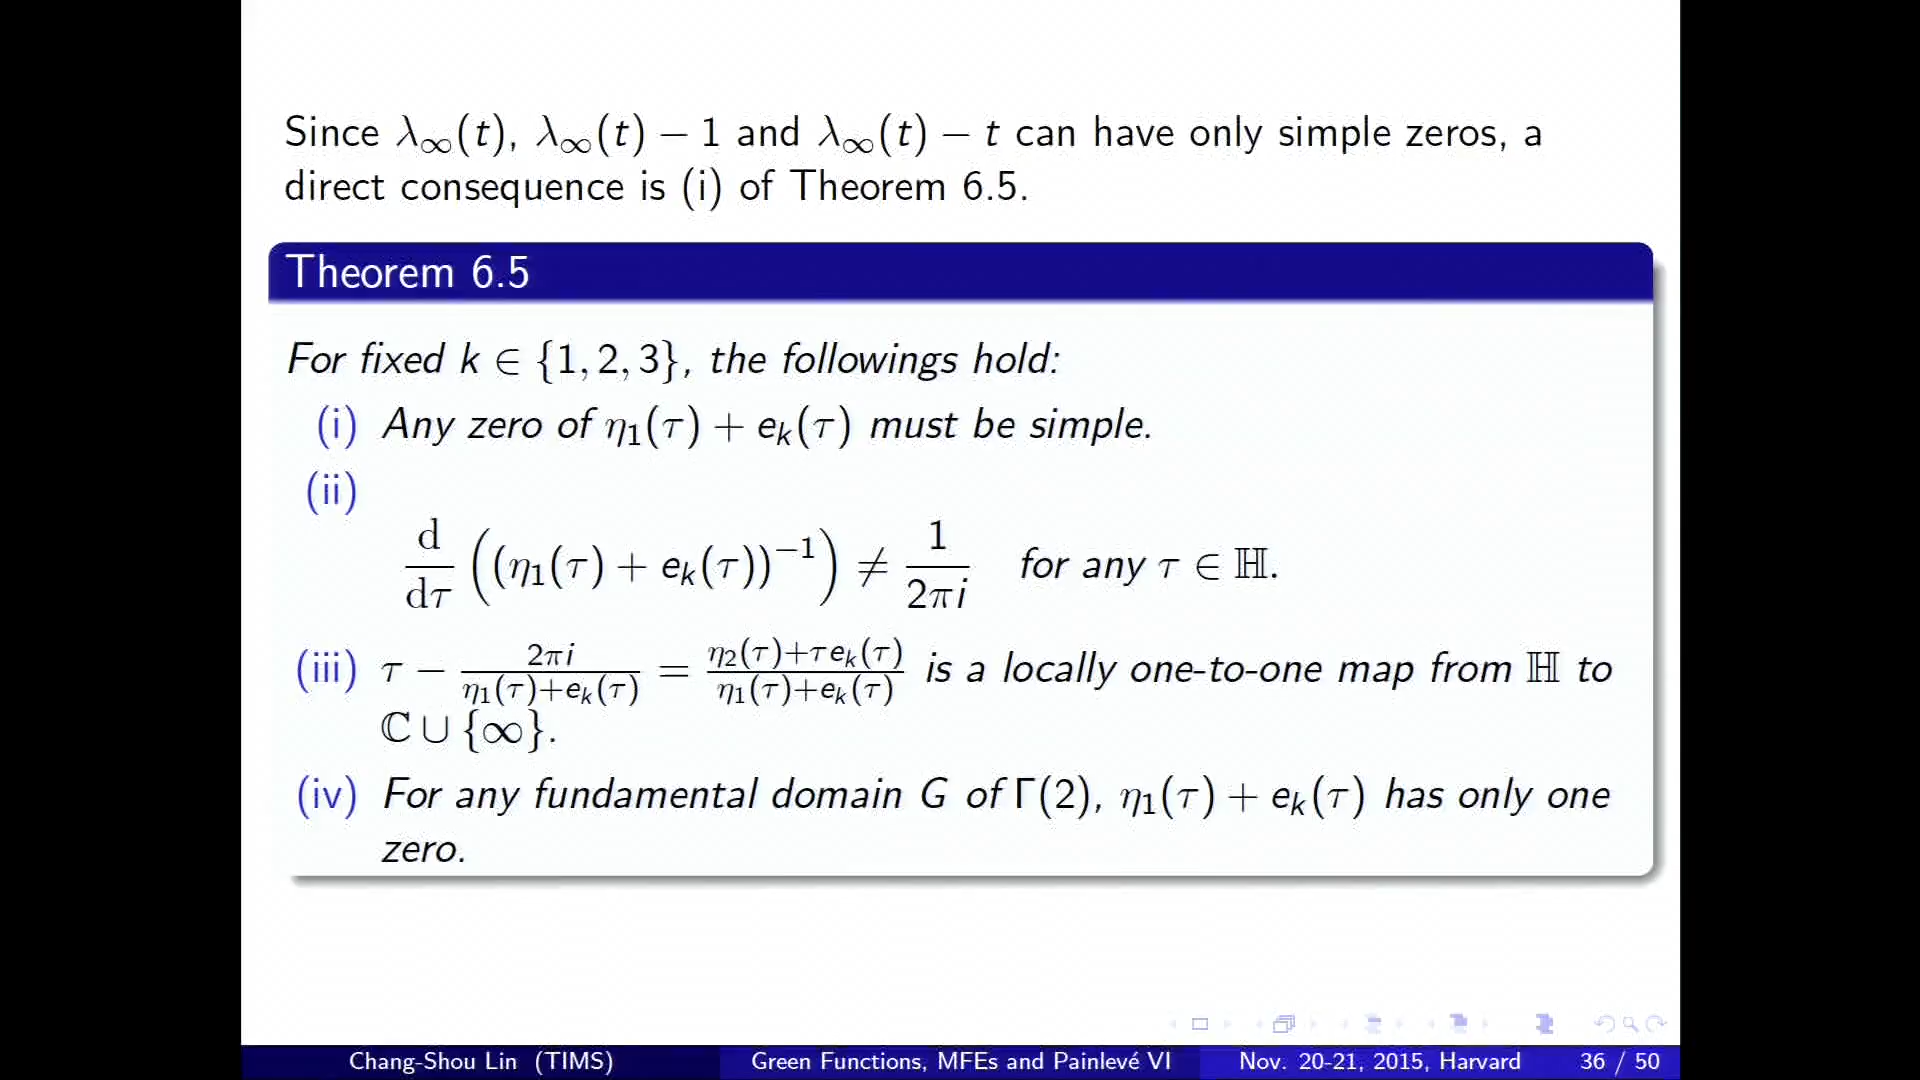 Since λ∞(t), λ∞(t) − 1 and λ∞(t) − t can have only simple zeros, a
direct consequence is (i) of Theorem 6.5.
Theorem 6.5
For fixed k ∈ {1, 2, 3}, the followings hold:
(i) Any zero of η₁(τ) + eₖ(τ) must be simple.
(ii)
d/dτ ((η₁(τ) + eₖ(τ))⁻¹) ≠ 1/2πi for any τ ∈ ℍ.
(iii) τ − 2πi/(η₁(τ)+eₖ(τ)) = (η₂(τ)+τeₖ(τ))/(η₁(τ)+eₖ(τ)) is a locally one-to-one map from ℍ to
ℂ ∪ {∞}.
(iv) For any fundamental domain G of Γ(2), η₁(τ) + eₖ(τ) has only one
zero.
Chang-Shou Lin (TIMS) Green Functions, MFEs and Painlevé VI Nov. 20-21, 2015, Harvard 36 / 50